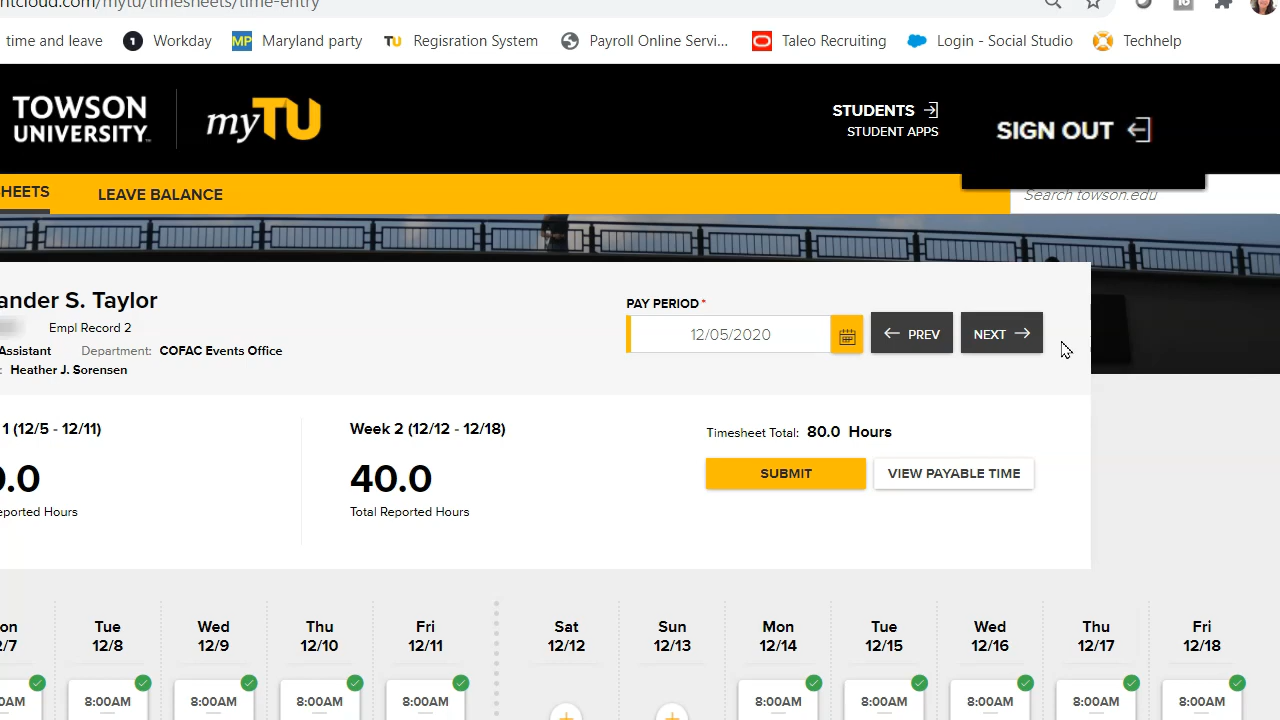 ntcloud.com/mytu/timesheets/time-entry
time and leave
1 Workday
MP Maryland party
TU Regisration System
Payroll Online Servi...
Taleo Recruiting
Login - Social Studio
Techhelp
TOWSON
UNIVERSITY
myTU
STUDENTS
STUDENT APPS
SIGN OUT
HEETS
LEAVE BALANCE
Search towson.edu
ander S. Taylor
Empl Record 2
Assistant Department: COFAC Events Office
: Heather J. Sorensen
PAY PERIOD *
12/05/2020
PREV
NEXT
1 (12/5 - 12/11)
0.0
eported Hours
Week 2 (12/12 - 12/18)
40.0
Total Reported Hours
Timesheet Total: 80.0 Hours
SUBMIT
VIEW PAYABLE TIME
on Tue Wed Thu Fri Sat Sun Mon Tue Wed Thu Fri
2/7 12/8 12/9 12/10 12/11 12/12 12/13 12/14 12/15 12/16 12/17 12/18
0AM 8:00AM 8:00AM 8:00AM 8:00AM + + 8:00AM 8:00AM 8:00AM 8:00AM 8:00AM